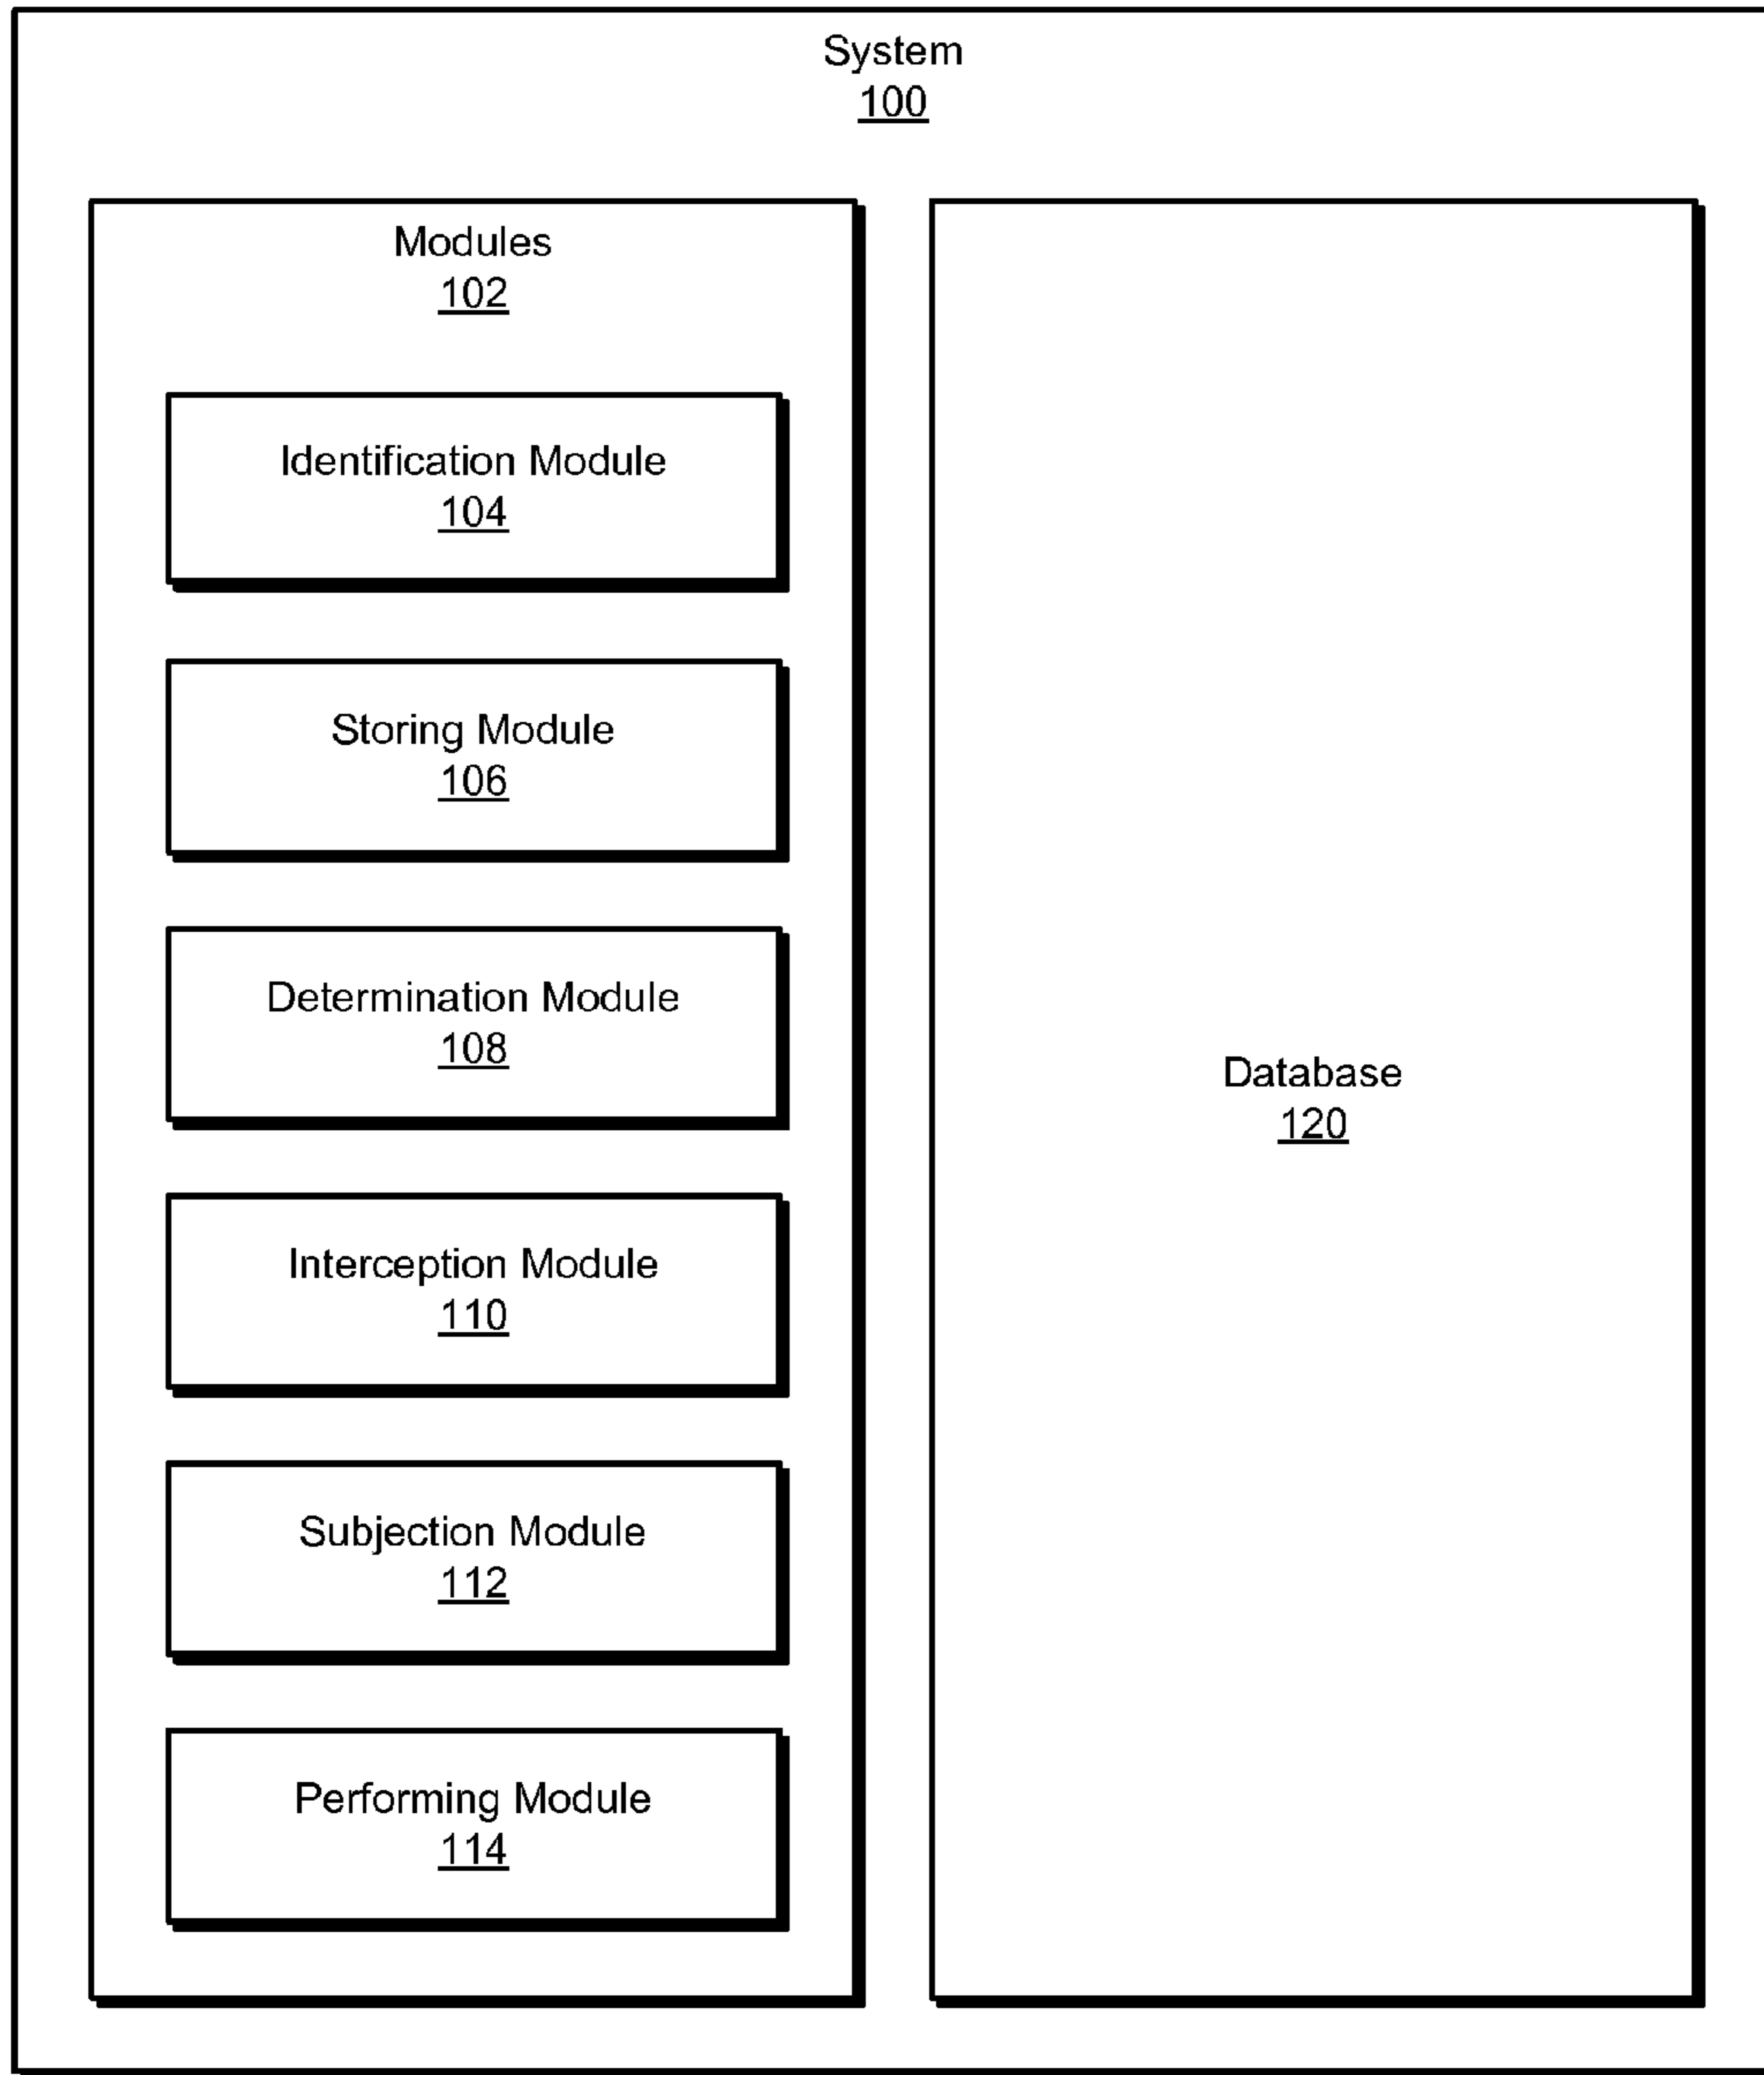 System
100
Modules
102
Identification Module
104
Storing Module
106
Determination Module
108
Interception Module
110
Subjection Module
112
Performing Module
114
Database
120